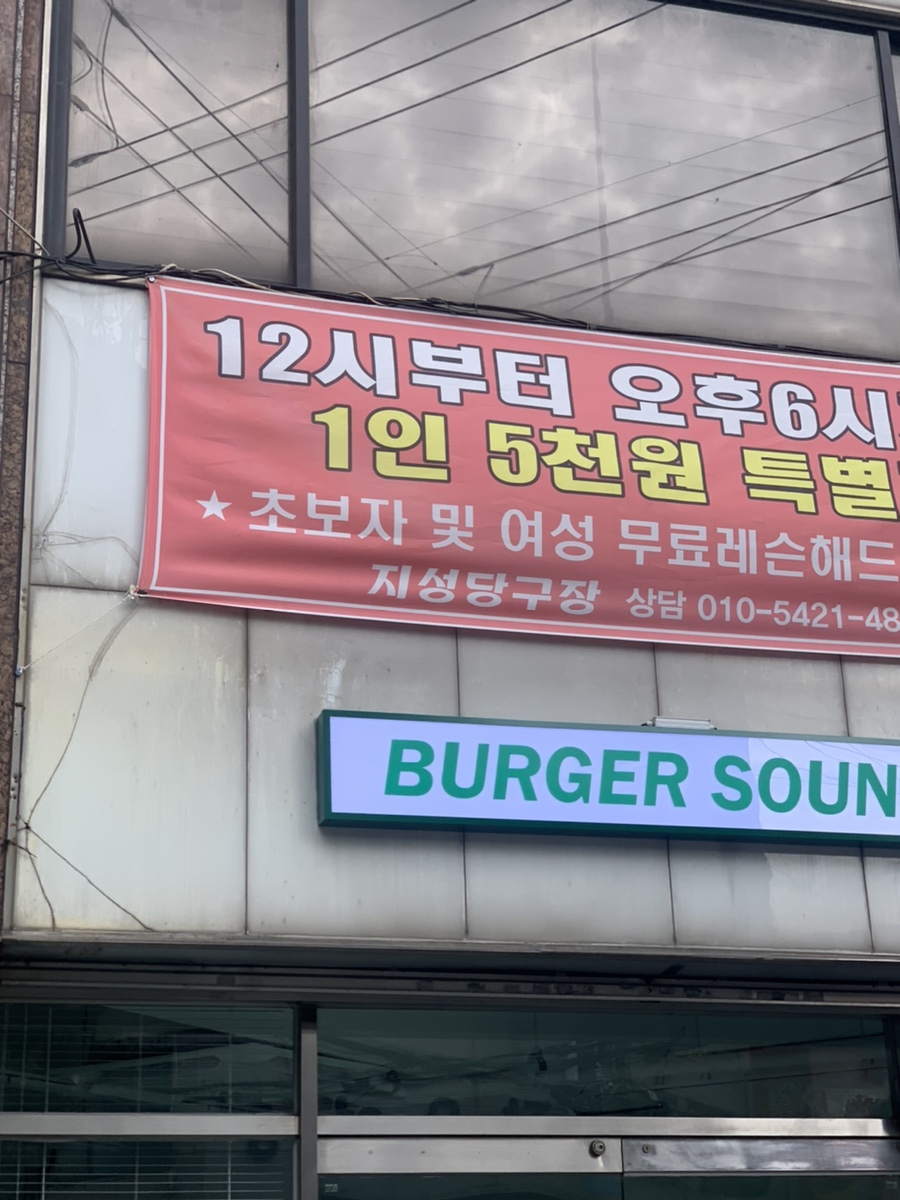 12시부터 오후6시
1인 5천원 특별
★ 초보자 및 여성 무료레슨해드
지성당구장 상담 010-5421-48
BURGER SOUN